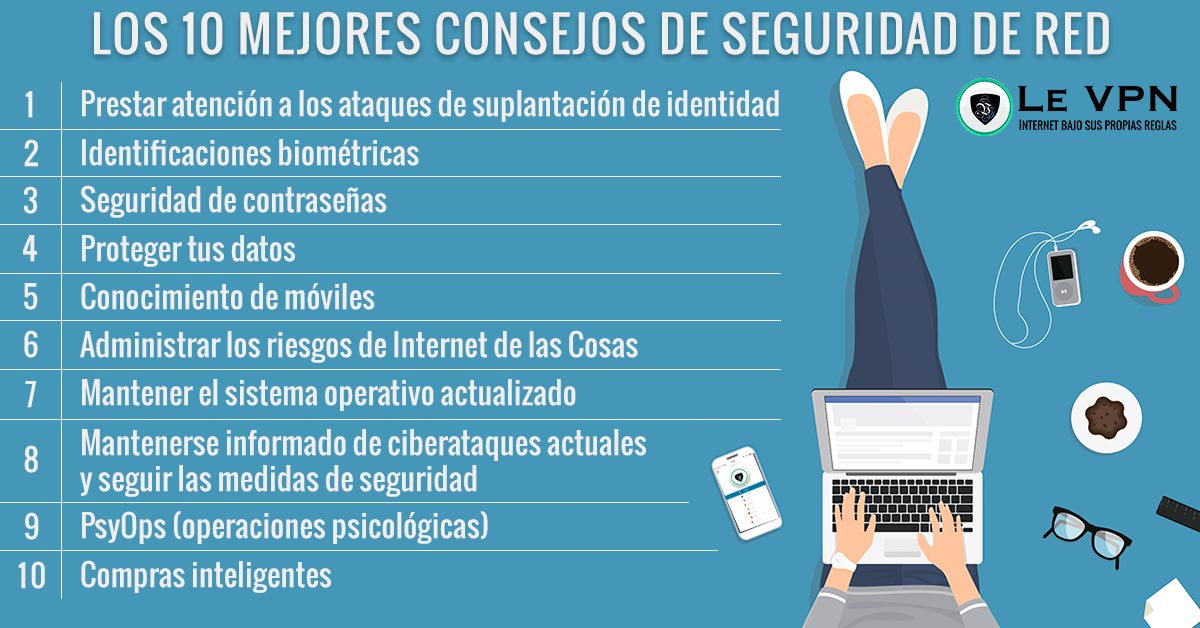 LOS 10 MEJORES CONSEJOS DE SEGURIDAD DE RED
LE VPN
INTERNET BAJO SUS PROPIAS REGLAS
1 Prestar atención a los ataques de suplantación de identidad
2 Identificaciones biométricas
3 Seguridad de contraseñas
4 Proteger tus datos
5 Conocimiento de móviles
6 Administrar los riesgos de Internet de las Cosas
7 Mantener el sistema operativo actualizado
8 Mantenerse informado de ciberataques actuales
y seguir las medidas de seguridad
9 PsyOps (operaciones psicológicas)
10 Compras inteligentes